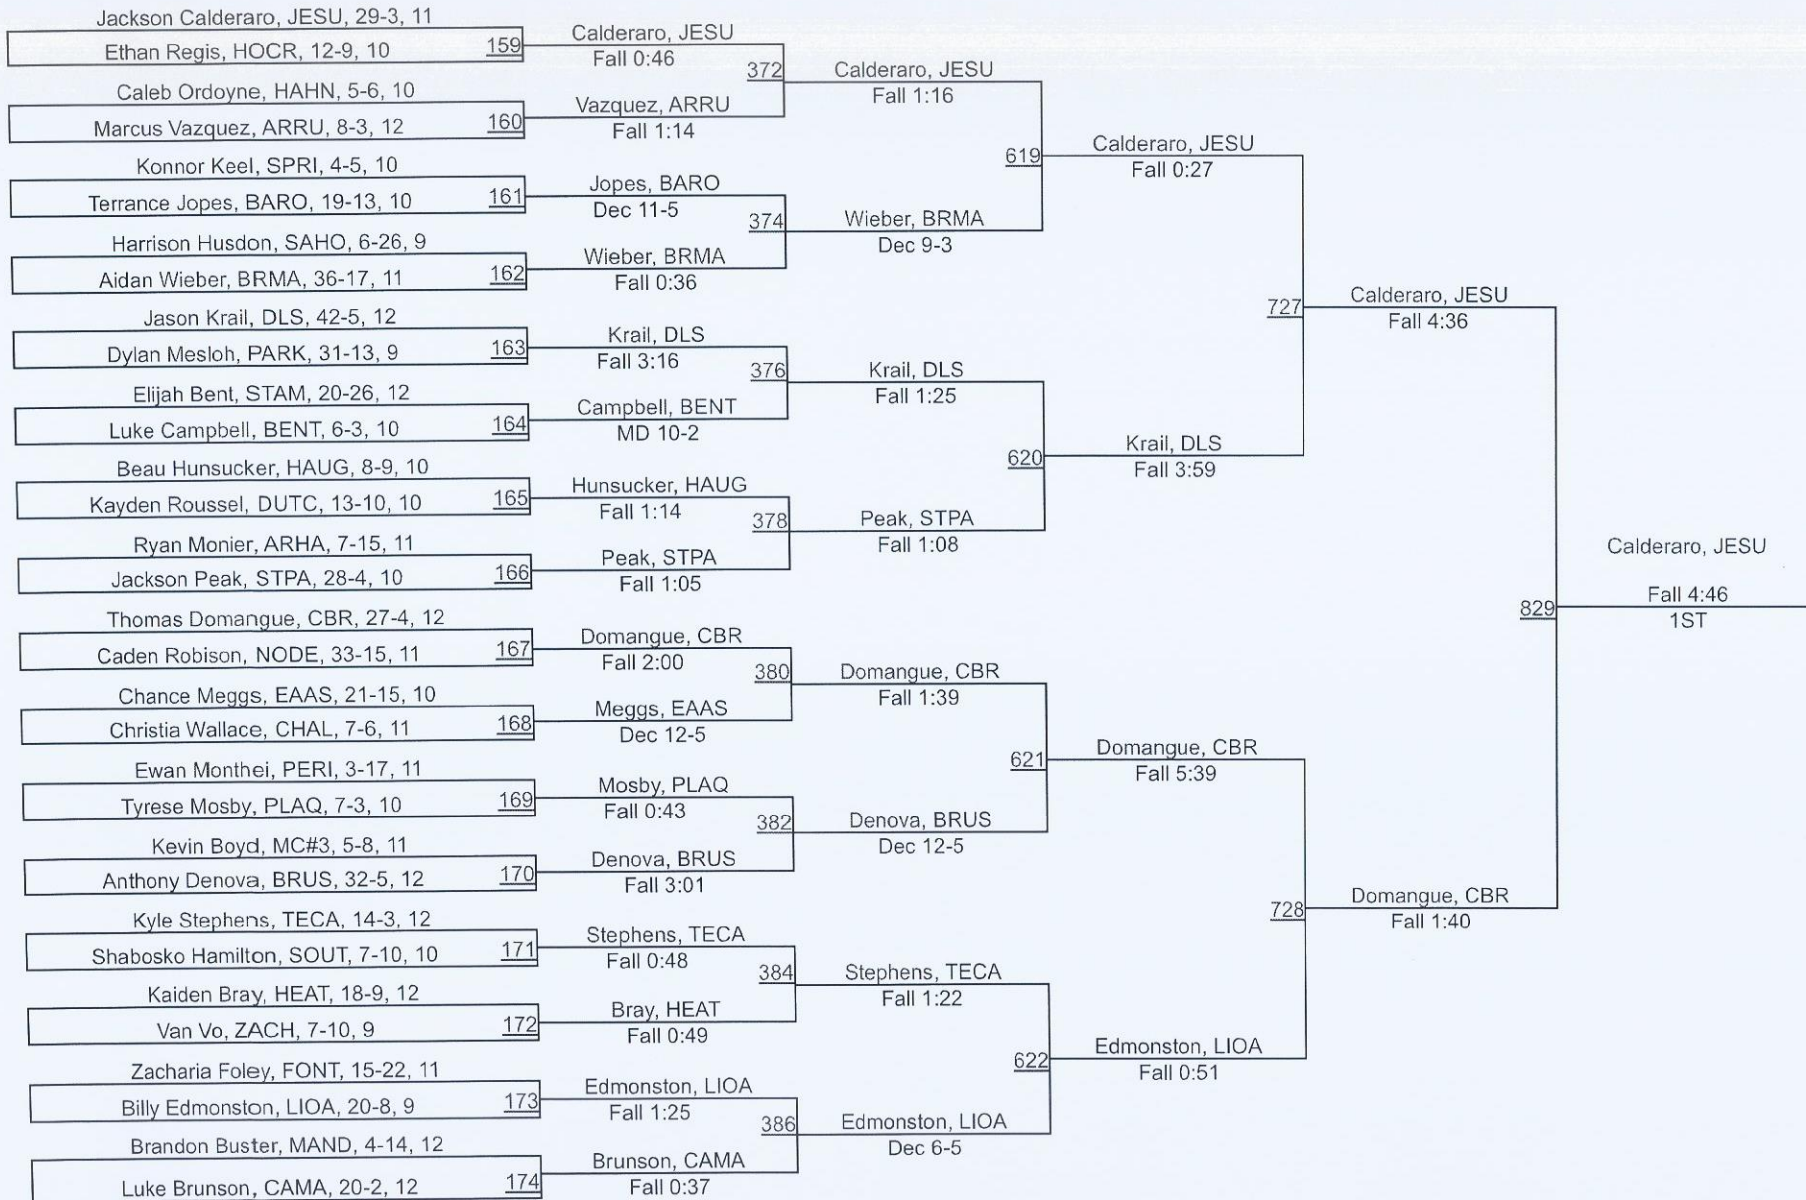 Jackson Calderaro, JESU, 29-3, 11
Ethan Regis, HOCR, 12-9, 10
159
Caleb Ordoyne, HAHN, 5-6, 10
Marcus Vazquez, ARRU, 8-3, 12
160
Konnor Keel, SPRI, 4-5, 10
Terrance Jopes, BARO, 19-13, 10
161
Harrison Husdon, SAHO, 6-26, 9
Aidan Wieber, BRMA, 36-17, 11
162
Jason Krail, DLS, 42-5, 12
Dylan Mesloh, PARK, 31-13, 9
163
Elijah Bent, STAM, 20-26, 12
Luke Campbell, BENT, 6-3, 10
164
Beau Hunsucker, HAUG, 8-9, 10
Kayden Roussel, DUTC, 13-10, 10
165
Ryan Monier, ARHA, 7-15, 11
Jackson Peak, STPA, 28-4, 10
166
Thomas Domangue, CBR, 27-4, 12
Caden Robison, NODE, 33-15, 11
167
Chance Meggs, EAAS, 21-15, 10
Christia Wallace, CHAL, 7-6, 11
168
Ewan Monthei, PERI, 3-17, 11
Tyrese Mosby, PLAQ, 7-3, 10
169
Kevin Boyd, MC#3, 5-8, 11
Anthony Denova, BRUS, 32-5, 12
170
Kyle Stephens, TECA, 14-3, 12
Shabosko Hamilton, SOUT, 7-10, 10
171
Kaiden Bray, HEAT, 18-9, 12
Van Vo, ZACH, 7-10, 9
172
Zacharia Foley, FONT, 15-22, 11
Billy Edmonston, LIOA, 20-8, 9
173
Brandon Buster, MAND, 4-14, 12
Luke Brunson, CAMA, 20-2, 12
174
Calderaro, JESU
Fall 0:46
372
Vazquez, ARRU
Fall 1:14
Jopes, BARO
Dec 11-5
374
Wieber, BRMA
Fall 0:36
Krail, DLS
Fall 3:16
376
Campbell, BENT
MD 10-2
Hunsucker, HAUG
Fall 1:14
378
Peak, STPA
Fall 1:05
Domangue, CBR
Fall 2:00
380
Meggs, EAAS
Dec 12-5
Mosby, PLAQ
Fall 0:43
382
Denova, BRUS
Fall 3:01
Stephens, TECA
Fall 0:48
384
Bray, HEAT
Fall 0:49
Edmonston, LIOA
Fall 1:25
386
Brunson, CAMA
Fall 0:37
Calderaro, JESU
Fall 1:16
619
Wieber, BRMA
Dec 9-3
Krail, DLS
Fall 1:25
620
Peak, STPA
Fall 1:08
Domangue, CBR
Fall 1:39
621
Denova, BRUS
Dec 12-5
Stephens, TECA
Fall 1:22
622
Edmonston, LIOA
Dec 6-5
Calderaro, JESU
Fall 0:27
727
Krail, DLS
Fall 3:59
Domangue, CBR
Fall 5:39
728
Edmonston, LIOA
Fall 0:51
Calderaro, JESU
Fall 4:36
829
Domangue, CBR
Fall 1:40
Calderaro, JESU
Fall 4:46
1ST